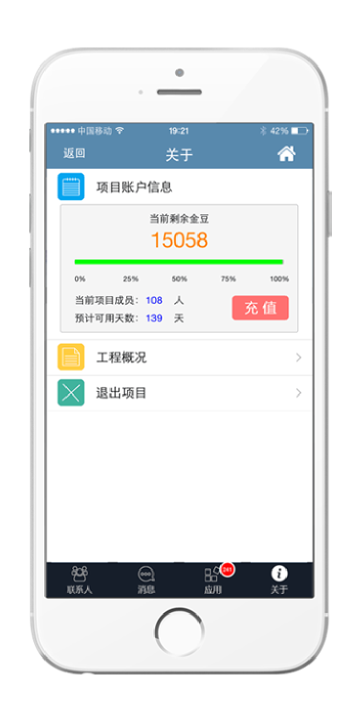 中国移动 19:21 42%
返回 关于
项目账户信息
当前剩余金豆
15058
0% 25% 50% 75% 100%
当前项目成员: 108 人
预计可用天数: 139 天
充值
工程概况
退出项目
联系人 消息 应用 关于